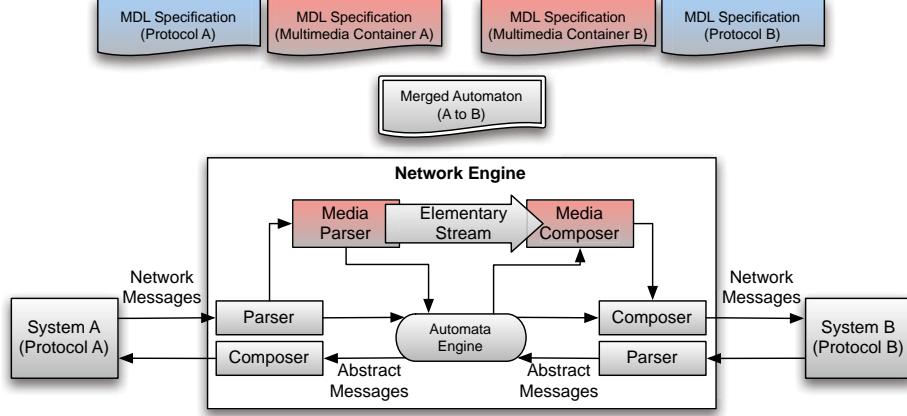 MDL Specification
(Protocol A)
MDL Specification
(Multimedia Container A)
MDL Specification
(Multimedia Container B)
MDL Specification
(Protocol B)
Merged Automaton
(A to B)
Network Engine
Media
Parser
Elementary
Stream
Media
Composer
Network
Messages
Network
Messages
System A
(Protocol A)
Parser
Automata
Engine
Composer
System B
(Protocol B)
Composer
Abstract
Messages
Abstract
Messages
Parser